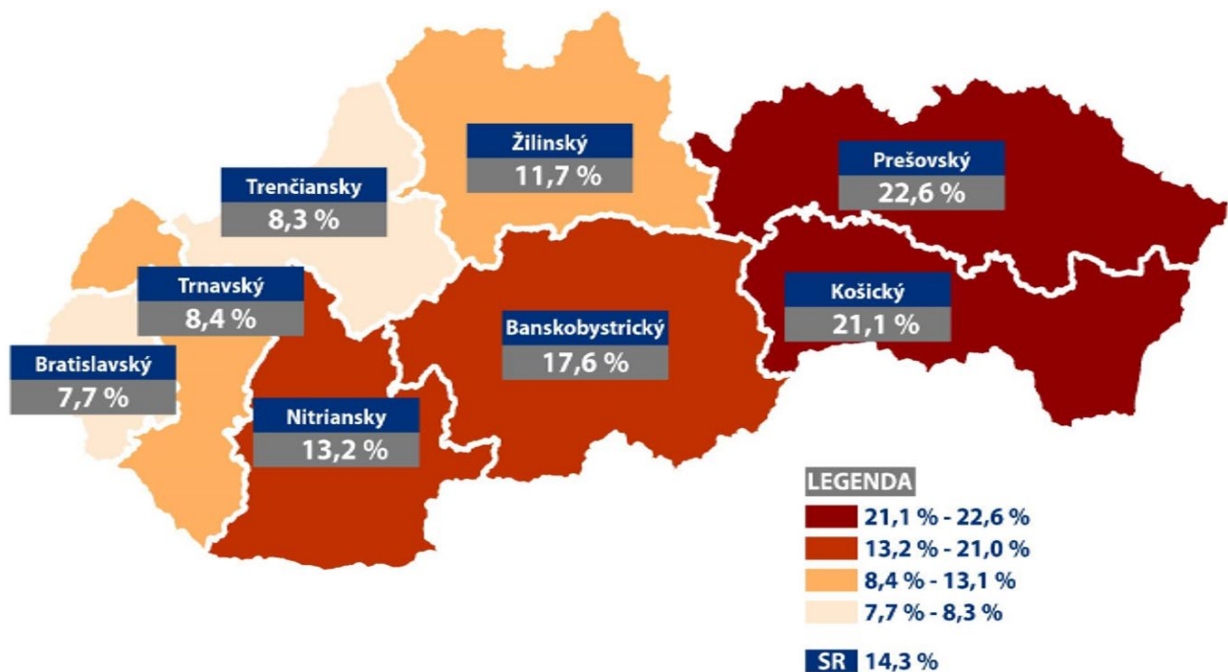 Žilinský
11,7 %
Prešovský
22,6 %
Trenčiansky
8,3 %
Trnavský
8,4 %
Košický
21,1 %
Banskobystrický
17,6 %
Bratislavský
7,7 %
Nitriansky
13,2 %
LEGENDA
21,1 % - 22,6 %
13,2 % - 21,0 %
8,4 % - 13,1 %
7,7 % - 8,3 %
SR 14,3 %